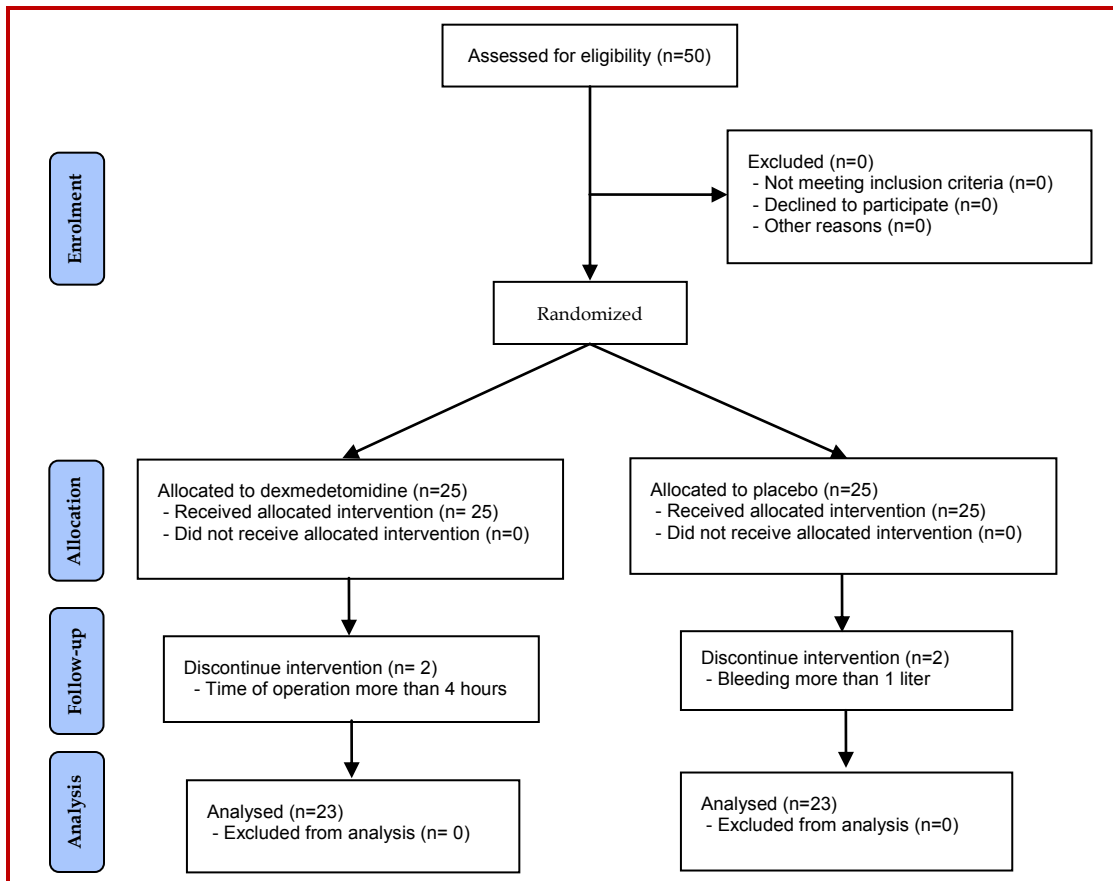 Assessed for eligibility (n=50)
Enrolment
Excluded (n=0)
- Not meeting inclusion criteria (n=0)
- Declined to participate (n=0)
- Other reasons (n=0)
Randomized
Allocation
Allocated to dexmedetomidine (n=25)
- Received allocated intervention (n= 25)
- Did not receive allocated intervention (n=0)
Allocated to placebo (n=25)
- Received allocated intervention (n=25)
- Did not receive allocated intervention (n=0)
Follow-up
Discontinue intervention (n= 2)
- Time of operation more than 4 hours
Discontinue intervention (n=2)
- Bleeding more than 1 liter
Analysis
Analysed (n=23)
- Excluded from analysis (n= 0)
Analysed (n=23)
- Excluded from analysis (n=0)